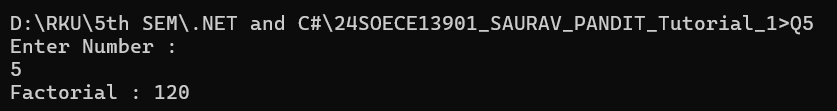 D:\RKU\5th SEM\.NET and C#\24SOECE13901_SAURAV_PANDIT_Tutorial_1>Q5
Enter Number :
5
Factorial : 120